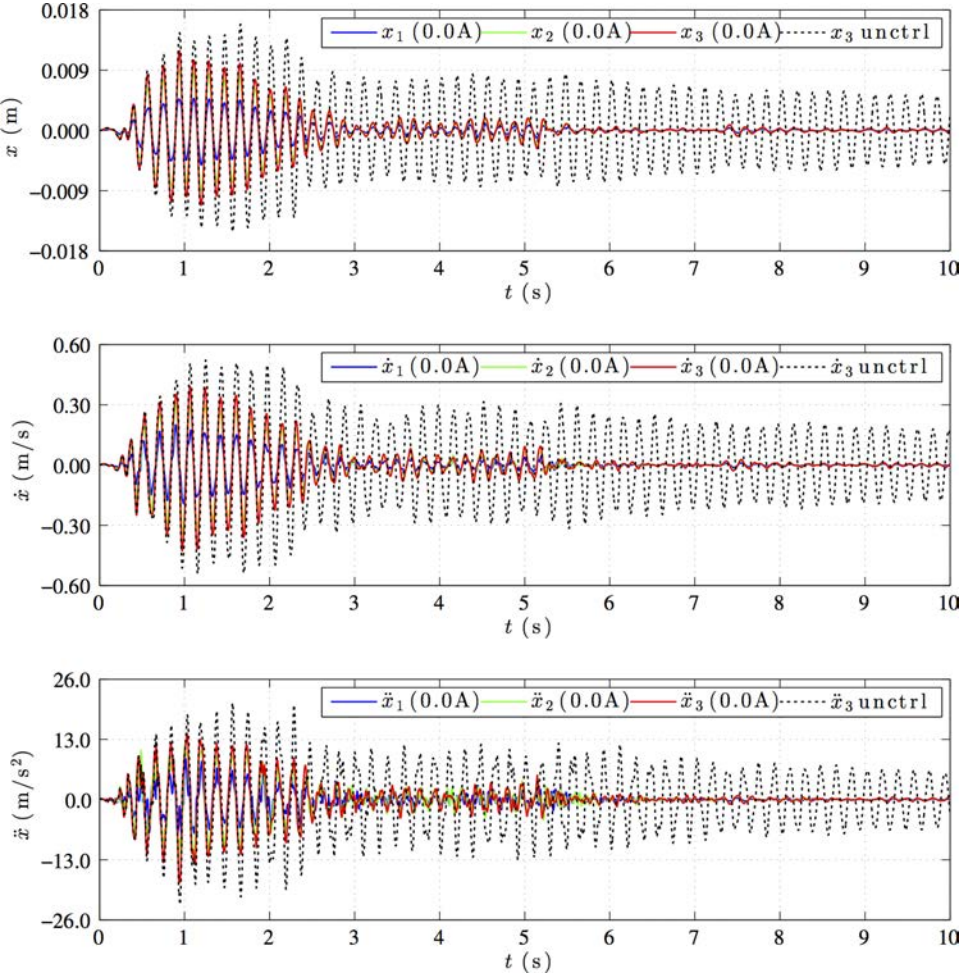 0.018
x₁ (0.0A) x₂ (0.0A) x₃ (0.0A) x₃ unctrl
0.009
x (m)
0.000
−0.009
−0.018
0 1 2 3 4 5 6 7 8 9 10
t (s)
0.60
ẋ₁ (0.0A) ẋ₂ (0.0A) ẋ₃ (0.0A) ẋ₃ unctrl
0.30
ẋ (m/s)
0.00
−0.30
−0.60
0 1 2 3 4 5 6 7 8 9 10
t (s)
26.0
ẍ₁ (0.0A) ẍ₂ (0.0A) ẍ₃ (0.0A) ẍ₃ unctrl
13.0
ẍ (m/s²)
0.0
−13.0
−26.0
0 1 2 3 4 5 6 7 8 9 10
t (s)